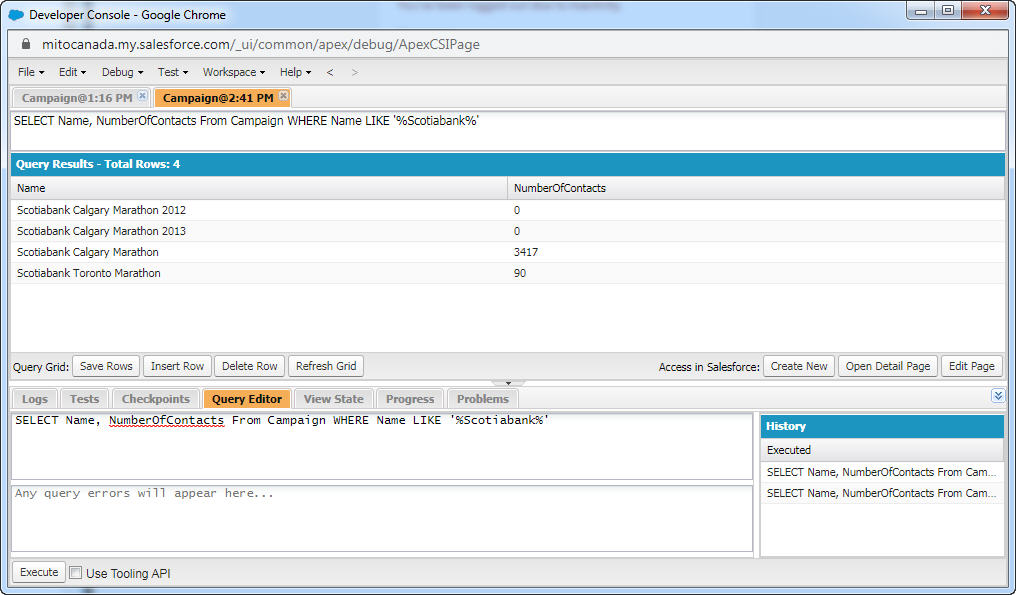 Developer Console - Google Chrome
mitocanada.my.salesforce.com/_ui/common/apex/debug/ApexCSIPage
File Edit Debug Test Workspace Help < >
Campaign@1:16 PM Campaign@2:41 PM
SELECT Name, NumberOfContacts From Campaign WHERE Name LIKE '%Scotiabank%'
Query Results - Total Rows: 4
Name NumberOfContacts
Scotiabank Calgary Marathon 2012 0
Scotiabank Calgary Marathon 2013 0
Scotiabank Calgary Marathon 3417
Scotiabank Toronto Marathon 90
Query Grid: Save Rows Insert Row Delete Row Refresh Grid Access in Salesforce: Create New Open Detail Page Edit Page
Logs Tests Checkpoints Query Editor View State Progress Problems
SELECT Name, NumberOfContacts From Campaign WHERE Name LIKE '%Scotiabank%'
Any query errors will appear here...
History
Executed
SELECT Name, NumberOfContacts From Cam...
SELECT Name, NumberOfContacts From Cam...
Execute Use Tooling API